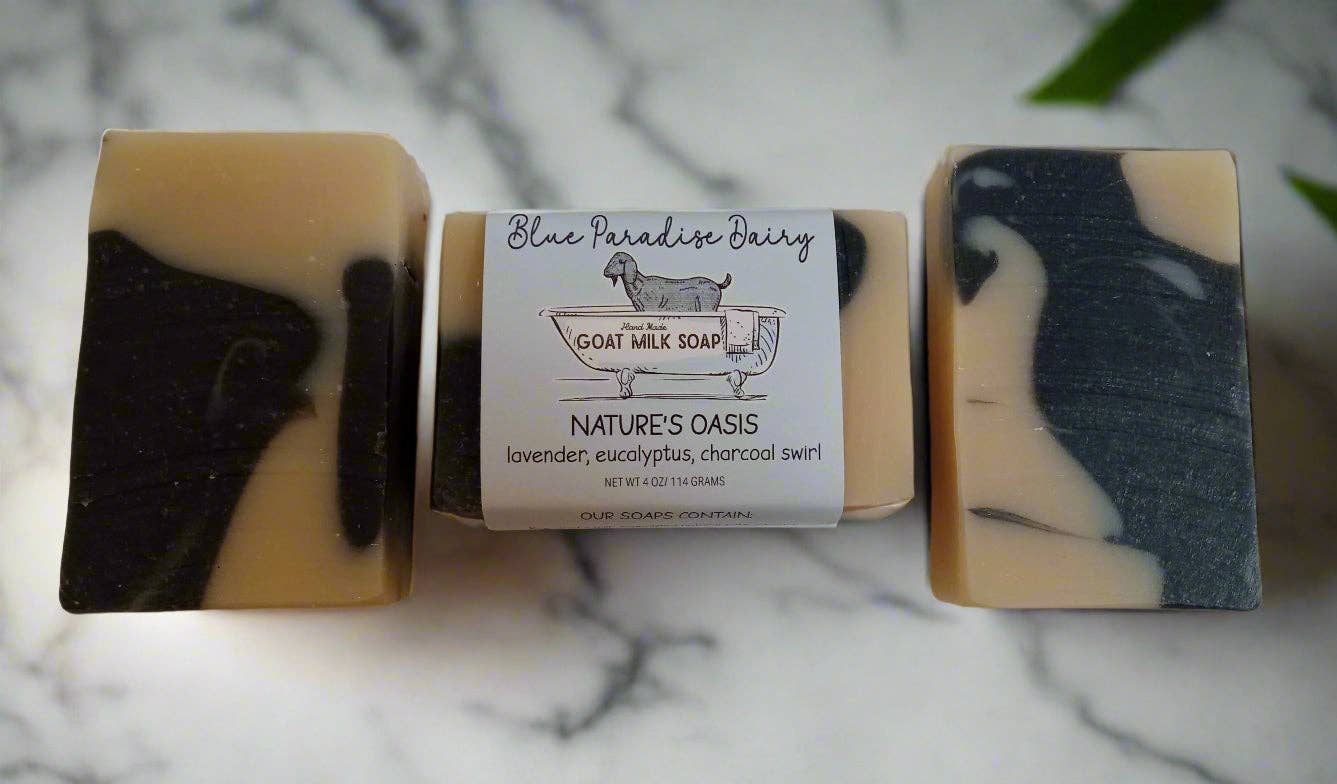 Blue Paradise Dairy
Hand Made
GOAT MILK SOAP
NATURE'S OASIS
lavender, eucalyptus, charcoal swirl
NET WT 4 OZ/ 114 GRAMS
OUR SOAPS CONTAIN: